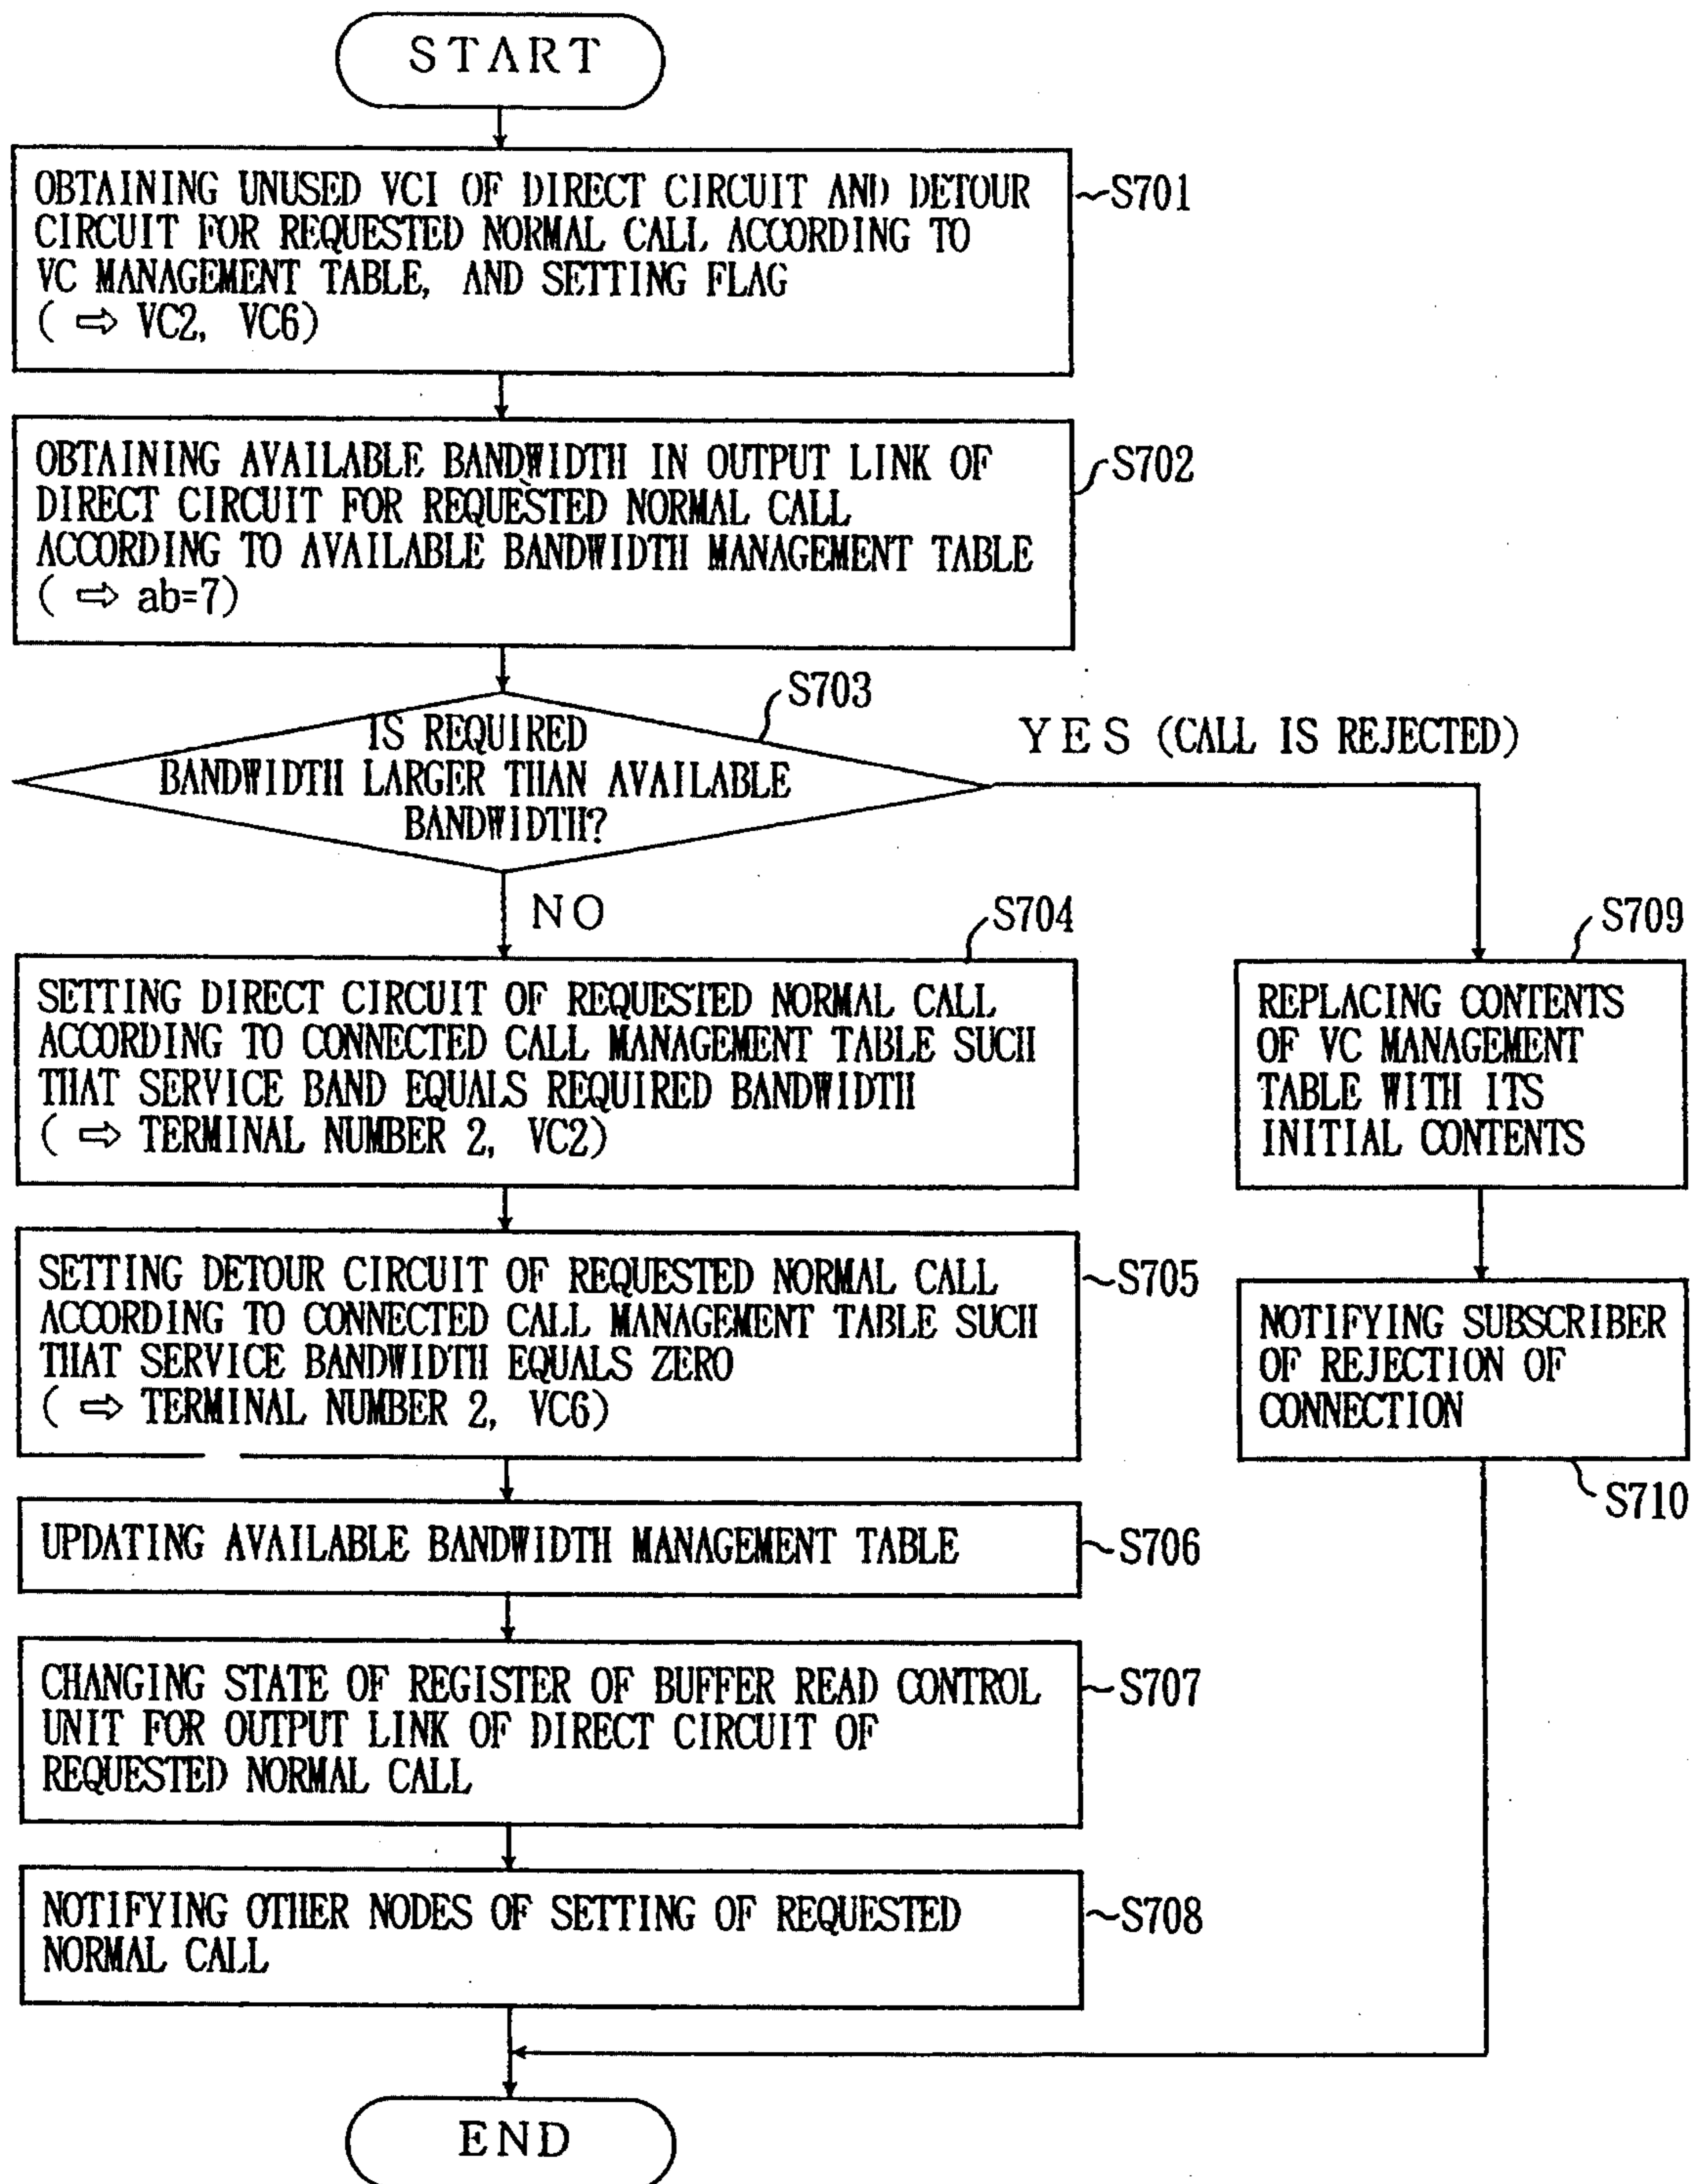 START
OBTAINING UNUSED VCI OF DIRECT CIRCUIT AND DETOUR
CIRCUIT FOR REQUESTED NORMAL CALL ACCORDING TO
VC MANAGEMENT TABLE, AND SETTING FLAG
( ⇨ VC2, VC6)
S701
OBTAINING AVAILABLE BANDWIDTH IN OUTPUT LINK OF
DIRECT CIRCUIT FOR REQUESTED NORMAL CALL
ACCORDING TO AVAILABLE BANDWIDTH MANAGEMENT TABLE
( ⇨ ab=7)
S702
S703
IS REQUIRED
BANDWIDTH LARGER THAN AVAILABLE
BANDWIDTH?
YES (CALL IS REJECTED)
NO
S704
SETTING DIRECT CIRCUIT OF REQUESTED NORMAL CALL
ACCORDING TO CONNECTED CALL MANAGEMENT TABLE SUCH
THAT SERVICE BAND EQUALS REQUIRED BANDWIDTH
( ⇨ TERMINAL NUMBER 2, VC2)
S709
REPLACING CONTENTS
OF VC MANAGEMENT
TABLE WITH ITS
INITIAL CONTENTS
SETTING DETOUR CIRCUIT OF REQUESTED NORMAL CALL
ACCORDING TO CONNECTED CALL MANAGEMENT TABLE SUCH
THAT SERVICE BANDWIDTH EQUALS ZERO
( ⇨ TERMINAL NUMBER 2, VC6)
S705
NOTIFYING SUBSCRIBER
OF REJECTION OF
CONNECTION
S710
UPDATING AVAILABLE BANDWIDTH MANAGEMENT TABLE
S706
CHANGING STATE OF REGISTER OF BUFFER READ CONTROL
UNIT FOR OUTPUT LINK OF DIRECT CIRCUIT OF
REQUESTED NORMAL CALL
S707
NOTIFYING OTHER NODES OF SETTING OF REQUESTED
NORMAL CALL
S708
END